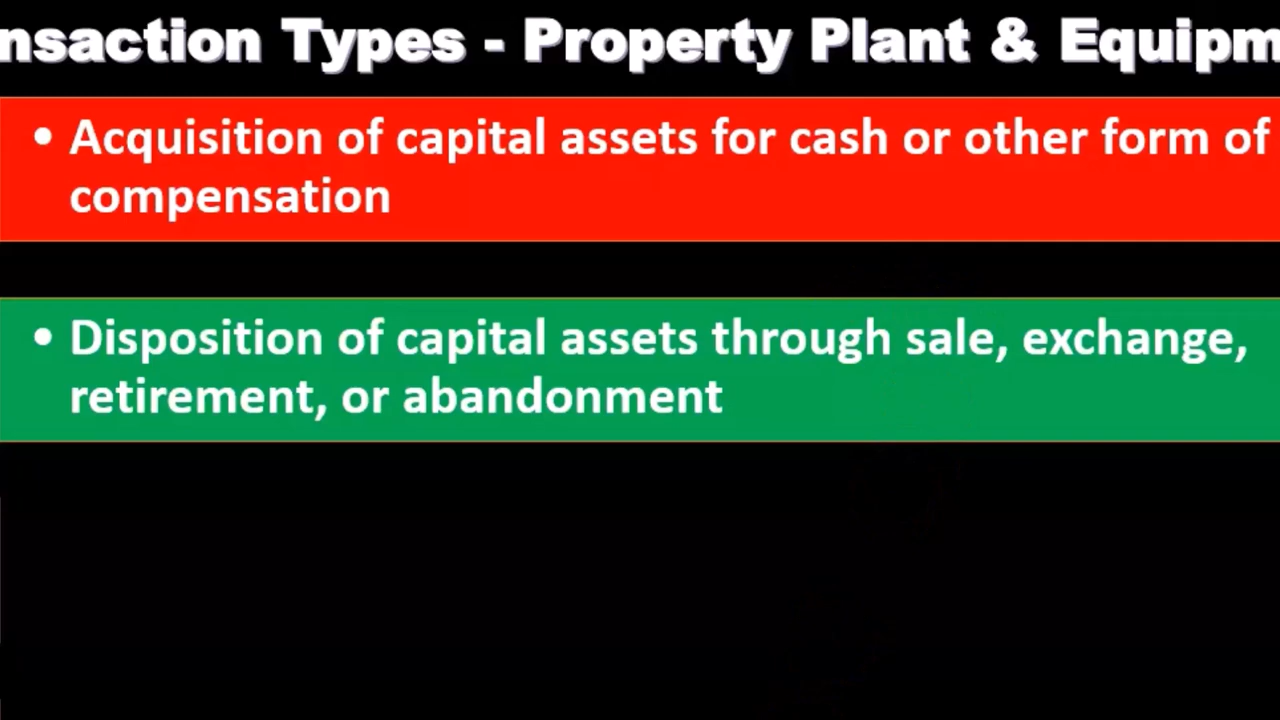 nsaction Types - Property Plant & Equipm
• Acquisition of capital assets for cash or other form of
compensation
• Disposition of capital assets through sale, exchange,
retirement, or abandonment